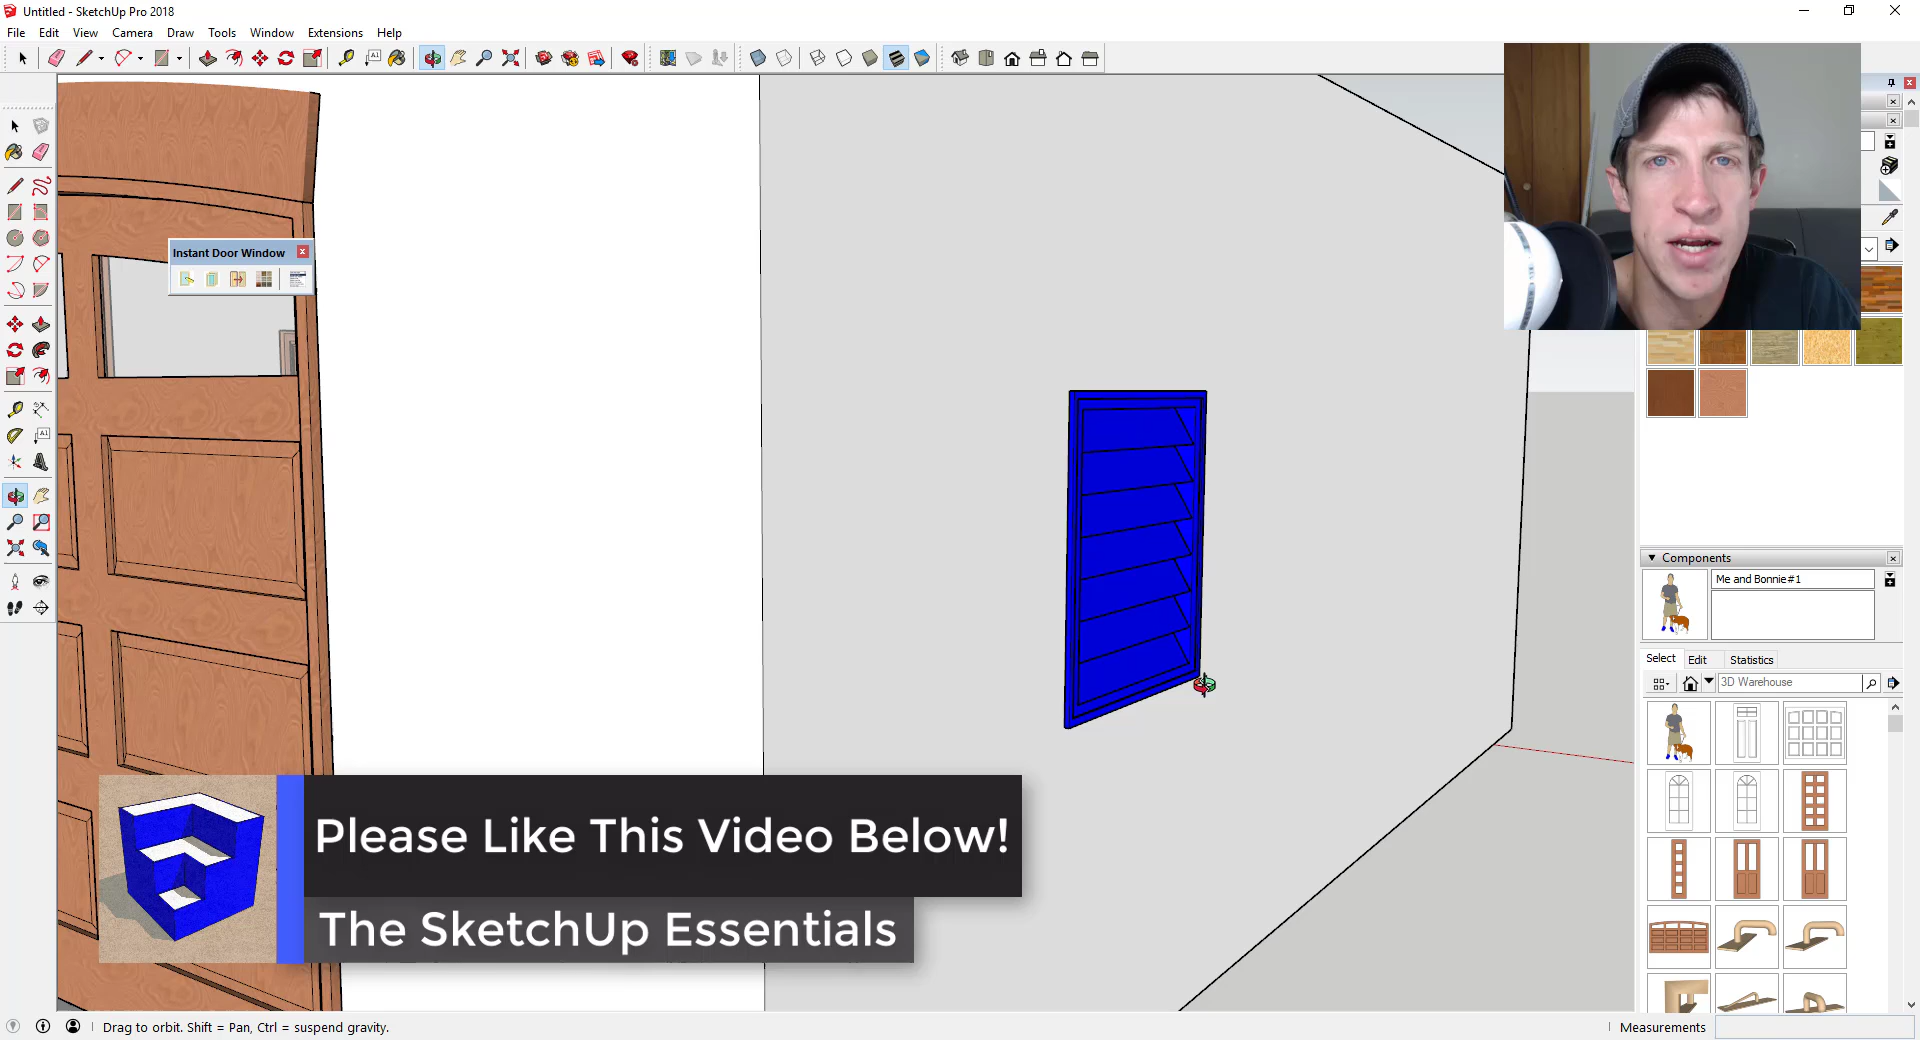 Untitled - SketchUp Pro 2018
File Edit View Camera Draw Tools Window Extensions Help
Instant Door Window
Components
Me and Bonnie#1
Select Edit Statistics
3D Warehouse
Please Like This Video Below!
The SketchUp Essentials
Drag to orbit. Shift = Pan, Ctrl = suspend gravity.
Measurements